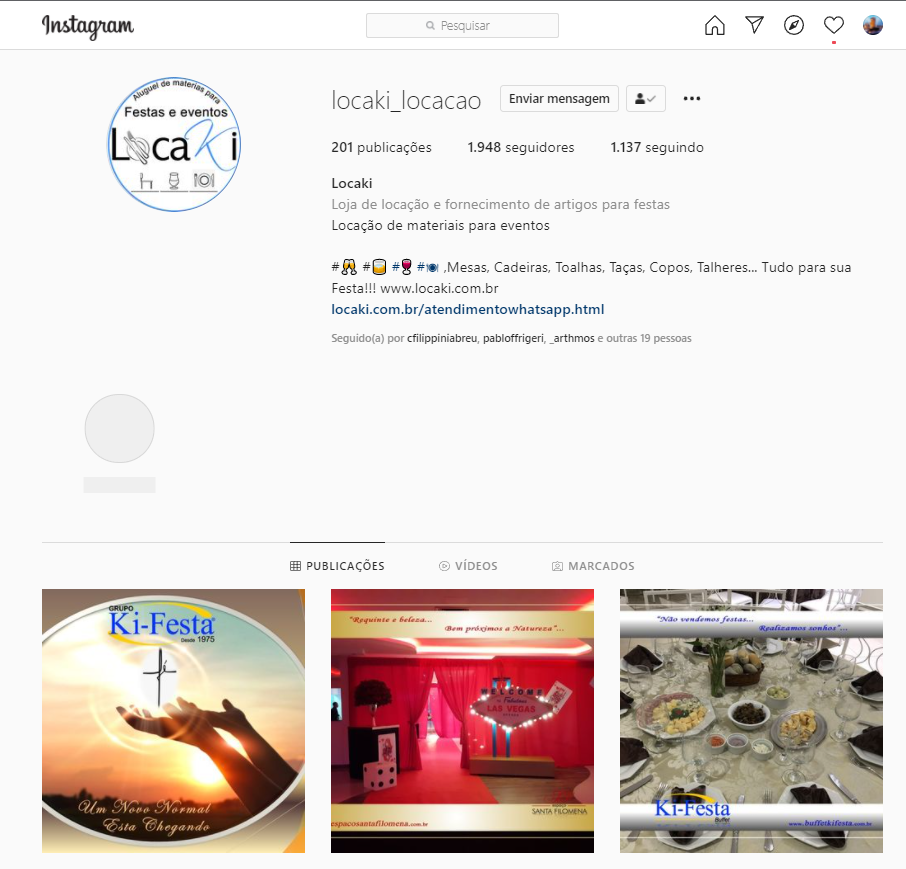 Instagram
Pesquisar
Aluguel de materias para
Festas e eventos
LocaKi
locaki_locacao
Enviar mensagem
201 publicações 1.948 seguidores 1.137 seguindo
Locaki
Loja de locação e fornecimento de artigos para festas
Locação de materiais para eventos
#🥂 #🥃 #🍷 #🍽 ,Mesas, Cadeiras, Toalhas, Taças, Copos, Talheres... Tudo para sua
Festa!!! www.locaki.com.br
locaki.com.br/atendimentowhatsapp.html
Seguido(a) por cfilippiniabreu, pabloffrigeri, _arthmos e outras 19 pessoas
PUBLICAÇÕES VÍDEOS MARCADOS
GRUPO
Ki-Festa
Desde 1975
Um Novo Normal
Esta Chegando
"Requinte e beleza...
Bem próximos a Natureza"...
WELCOME
to Fabulous
LAS VEGAS
SANTA FILOMENA
espacosantafilomena.com.br
"Não vendemos festas...
Realizamos sonhos"...
Ki-Festa
Buffet
www.buffetkifesta.com.br